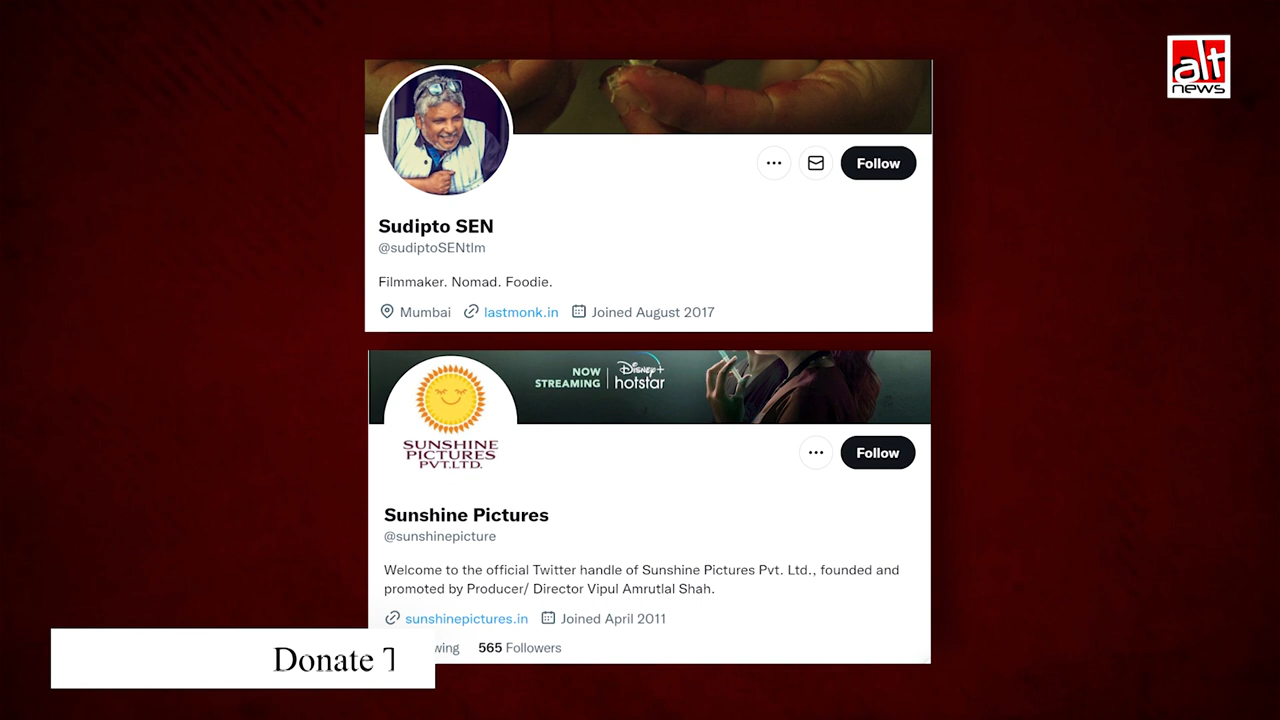 alt
news
Follow
Sudipto SEN
@sudiptoSENtlm
Filmmaker. Nomad. Foodie.
Mumbai lastmonk.in Joined August 2017
NOW
STREAMING
Disney+
hotstar
SUNSHINE
PICTURES
PVT.LTD.
Follow
Sunshine Pictures
@sunshinepicture
Welcome to the official Twitter handle of Sunshine Pictures Pvt. Ltd., founded and
promoted by Producer/ Director Vipul Amrutlal Shah.
sunshinepictures.in Joined April 2011
565 Followers
Donate